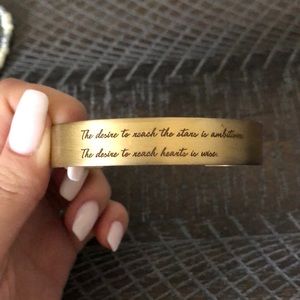 The desire to reach the stars is ambitious.
The desire to reach hearts is wise.